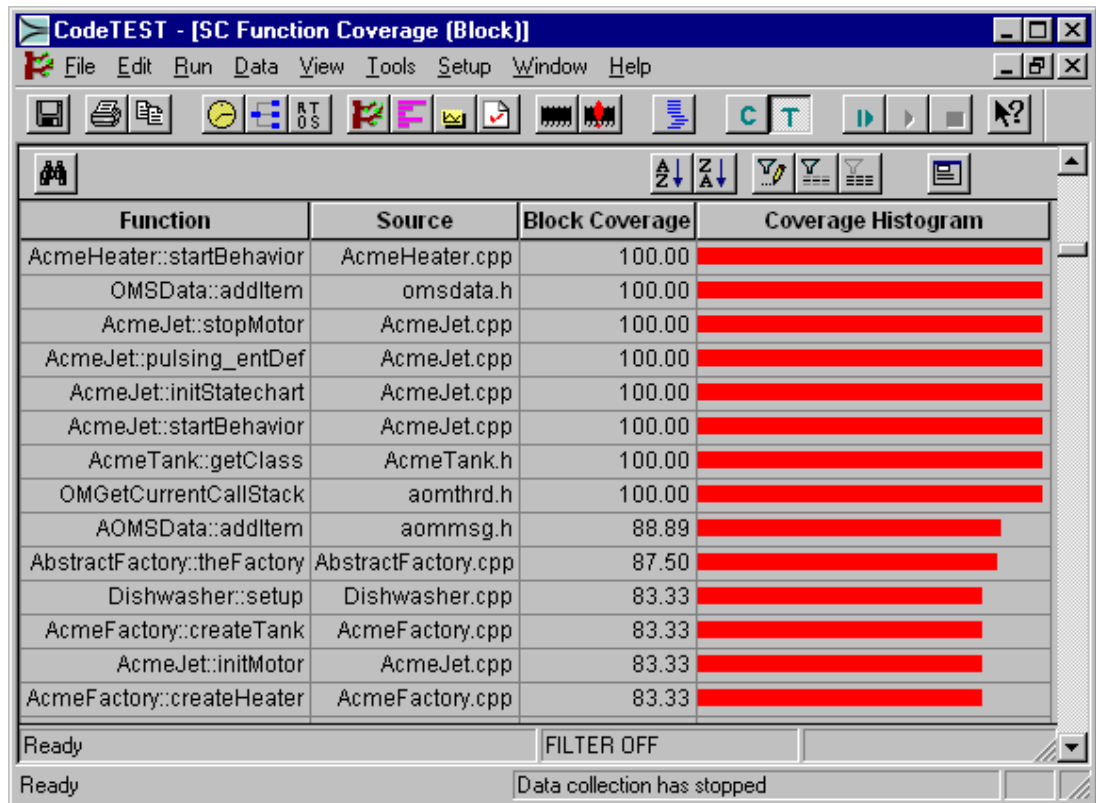 CodeTEST - [SC Function Coverage (Block)]
File Edit Run Data View Tools Setup Window Help
RT OS C T ?
A Z Z A
Function Source Block Coverage Coverage Histogram
AcmeHeater::startBehavior AcmeHeater.cpp 100.00
OMSData::addItem omsdata.h 100.00
AcmeJet::stopMotor AcmeJet.cpp 100.00
AcmeJet::pulsing_entDef AcmeJet.cpp 100.00
AcmeJet::initStatechart AcmeJet.cpp 100.00
AcmeJet::startBehavior AcmeJet.cpp 100.00
AcmeTank::getClass AcmeTank.h 100.00
OMGetCurrentCallStack aomthrd.h 100.00
AOMSData::addItem aommsg.h 88.89
AbstractFactory::theFactory AbstractFactory.cpp 87.50
Dishwasher::setup Dishwasher.cpp 83.33
AcmeFactory::createTank AcmeFactory.cpp 83.33
AcmeJet::initMotor AcmeJet.cpp 83.33
AcmeFactory::createHeater AcmeFactory.cpp 83.33
Ready FILTER OFF
Ready Data collection has stopped